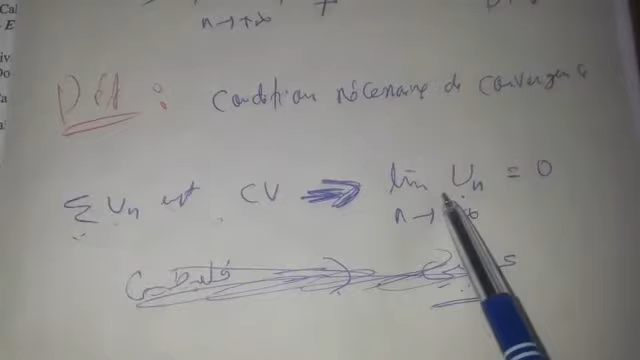 n→+∞
Déf : Condition nécessaire de convergence
∑ Un est CV ⟹ lim Un = 0
n→∞